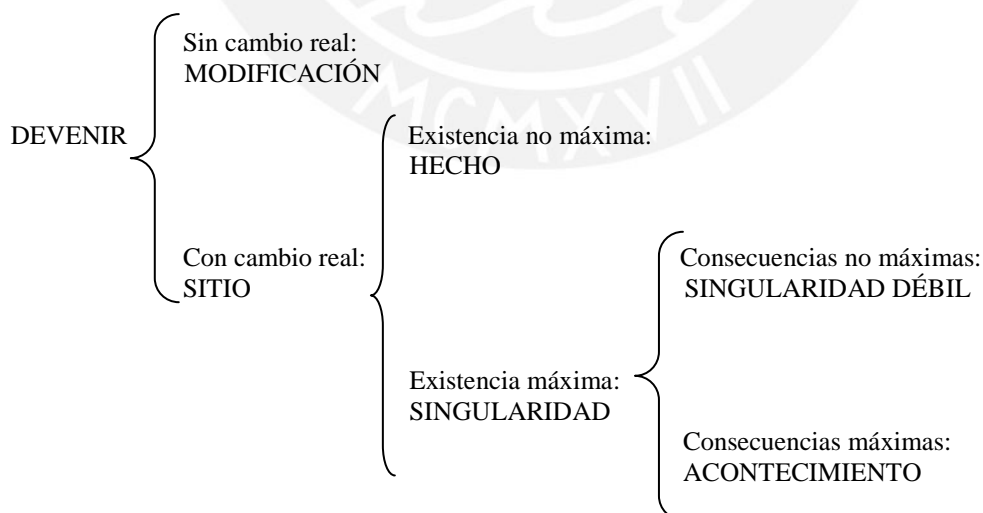 Sin cambio real:
MODIFICACIÓN
MCMXVII
DEVENIR
Existencia no máxima:
HECHO
Con cambio real:
SITIO
Consecuencias no máximas:
SINGULARIDAD DÉBIL
Existencia máxima:
SINGULARIDAD
Consecuencias máximas:
ACONTECIMIENTO